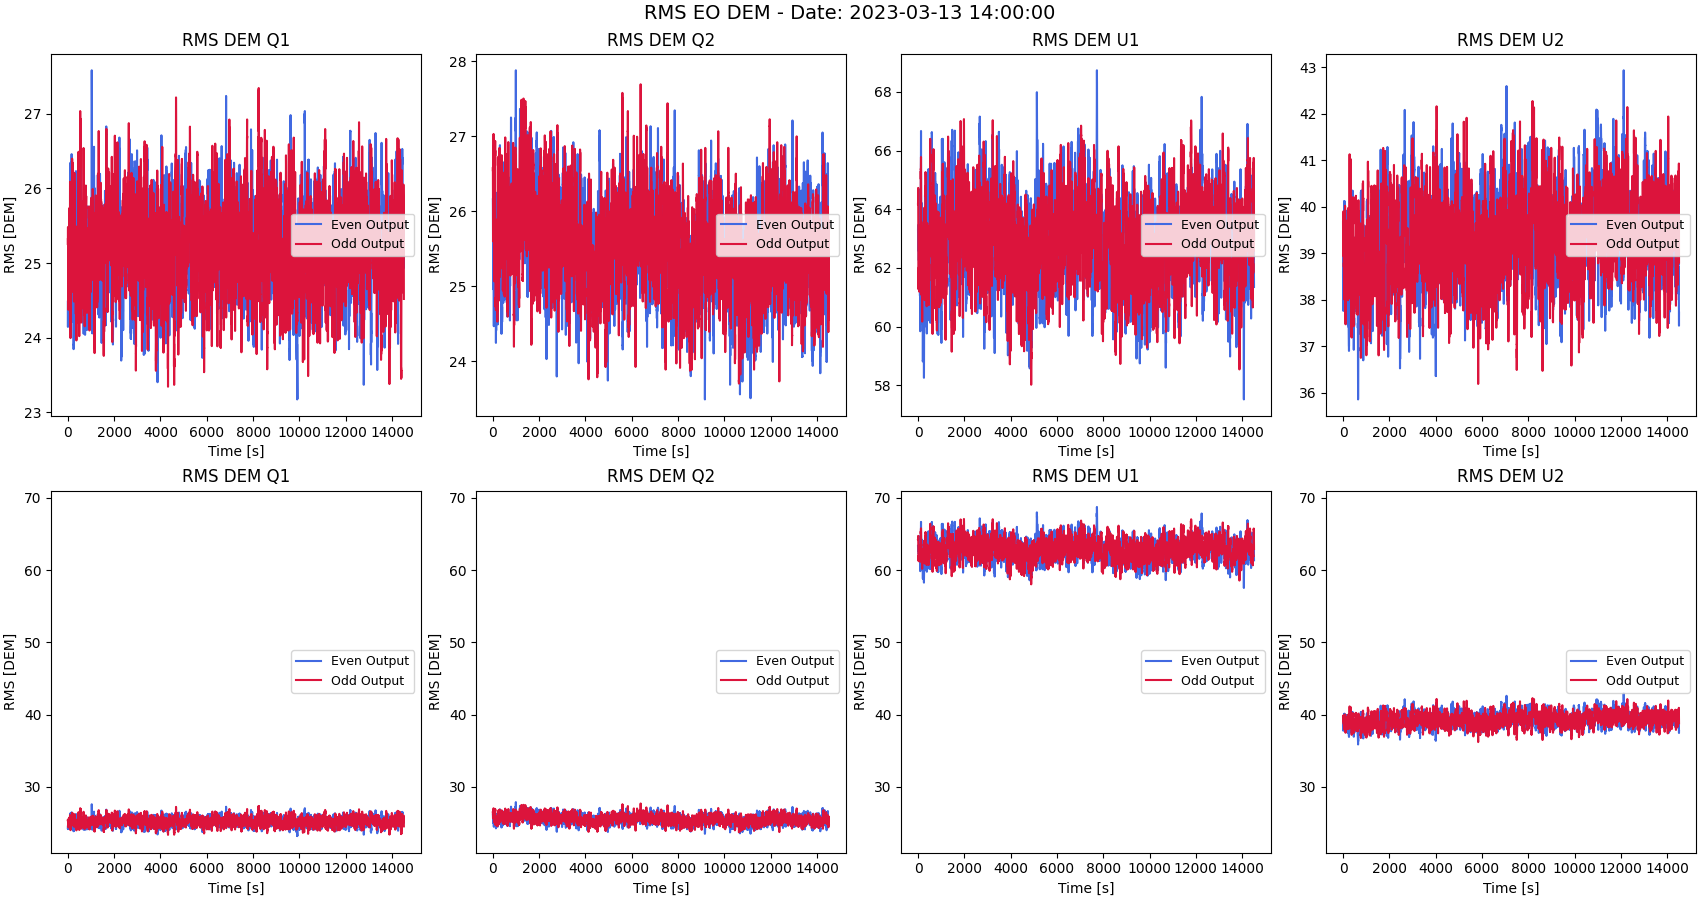 RMS EO DEM - Date: 2023-03-13 14:00:00
RMS DEM Q1
RMS [DEM]
27
26
25
24
23
Even Output
Odd Output
0 2000 4000 6000 8000 10000 12000 14000
Time [s]
RMS DEM Q2
RMS [DEM]
28
27
26
25
24
Even Output
Odd Output
0 2000 4000 6000 8000 10000 12000 14000
Time [s]
RMS DEM U1
RMS [DEM]
68
66
64
62
60
58
Even Output
Odd Output
0 2000 4000 6000 8000 10000 12000 14000
Time [s]
RMS DEM U2
RMS [DEM]
43
42
41
40
39
38
37
36
Even Output
Odd Output
0 2000 4000 6000 8000 10000 12000 14000
Time [s]
RMS DEM Q1
RMS [DEM]
70
60
50
40
30
Even Output
Odd Output
0 2000 4000 6000 8000 10000 12000 14000
Time [s]
RMS DEM Q2
RMS [DEM]
70
60
50
40
30
Even Output
Odd Output
0 2000 4000 6000 8000 10000 12000 14000
Time [s]
RMS DEM U1
RMS [DEM]
70
60
50
40
30
Even Output
Odd Output
0 2000 4000 6000 8000 10000 12000 14000
Time [s]
RMS DEM U2
RMS [DEM]
70
60
50
40
30
Even Output
Odd Output
0 2000 4000 6000 8000 10000 12000 14000
Time [s]